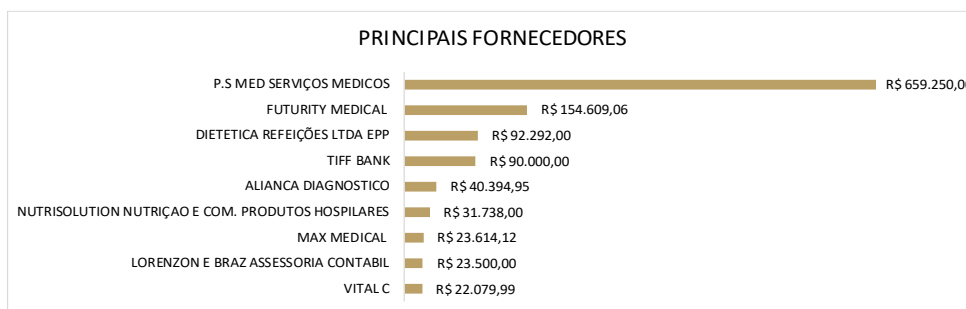 PRINCIPAIS FORNECEDORES
P.S MED SERVIÇOS MEDICOS R$ 659.250,0
FUTURITY MEDICAL R$ 154.609,06
DIETETICA REFEIÇÕES LTDA EPP R$ 92.292,00
TIFF BANK R$ 90.000,00
ALIANCA DIAGNOSTICO R$ 40.394,95
NUTRISOLUTION NUTRIÇAO E COM. PRODUTOS HOSPILARES R$ 31.738,00
MAX MEDICAL R$ 23.614,12
LORENZON E BRAZ ASSESSORIA CONTABIL R$ 23.500,00
VITAL C R$ 22.079,99